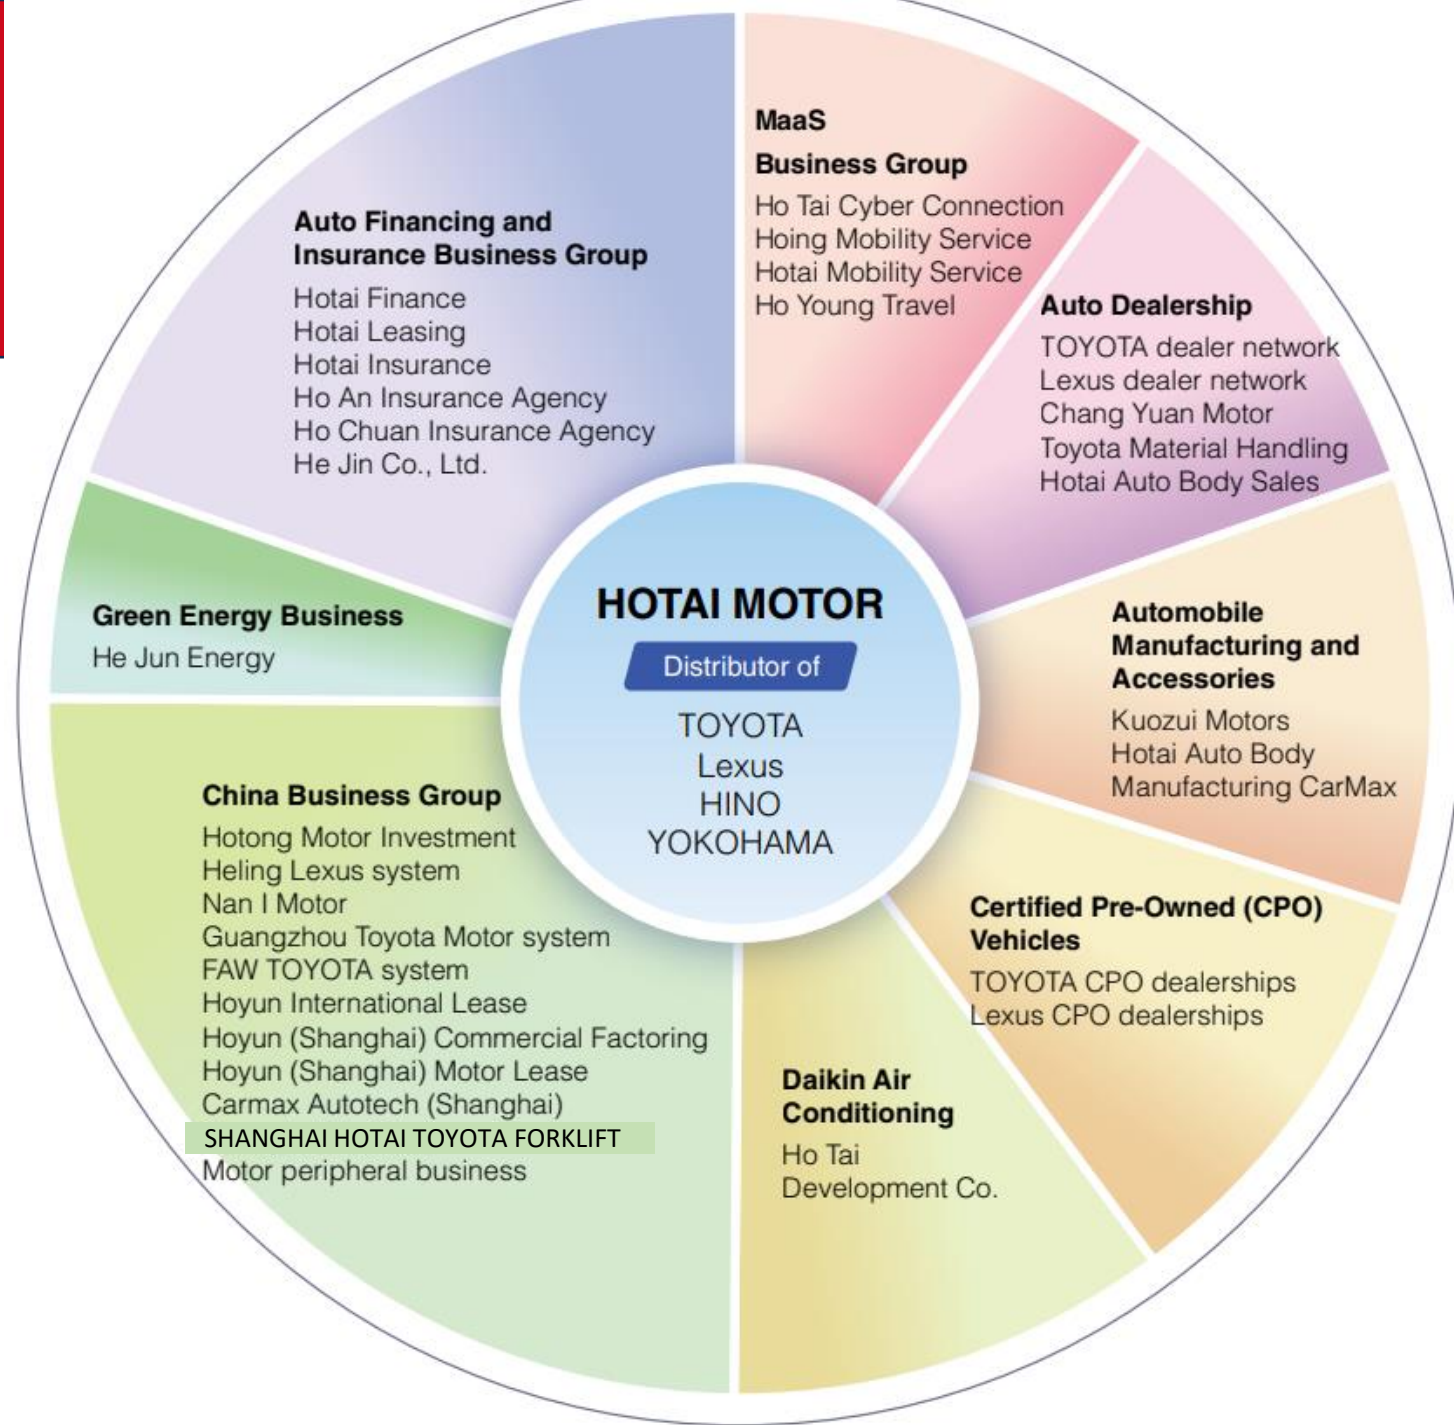 MaaS
Business Group
Ho Tai Cyber Connection
Hoing Mobility Service
Hotai Mobility Service
Ho Young Travel
Auto Dealership
TOYOTA dealer network
Lexus dealer network
Chang Yuan Motor
Toyota Material Handling
Hotai Auto Body Sales
Automobile
Manufacturing and
Accessories
Kuozui Motors
Hotai Auto Body
Manufacturing CarMax
Certified Pre-Owned (CPO)
Vehicles
TOYOTA CPO dealerships
Lexus CPO dealerships
Daikin Air
Conditioning
Ho Tai
Development Co.
China Business Group
Hotong Motor Investment
Heling Lexus system
Nan I Motor
Guangzhou Toyota Motor system
FAW TOYOTA system
Hoyun International Lease
Hoyun (Shanghai) Commercial Factoring
Hoyun (Shanghai) Motor Lease
Carmax Autotech (Shanghai)
SHANGHAI HOTAI TOYOTA FORKLIFT
Motor peripheral business
Green Energy Business
He Jun Energy
Auto Financing and
Insurance Business Group
Hotai Finance
Hotai Leasing
Hotai Insurance
Ho An Insurance Agency
Ho Chuan Insurance Agency
He Jin Co., Ltd.
HOTAI MOTOR
Distributor of
TOYOTA
Lexus
HINO
YOKOHAMA